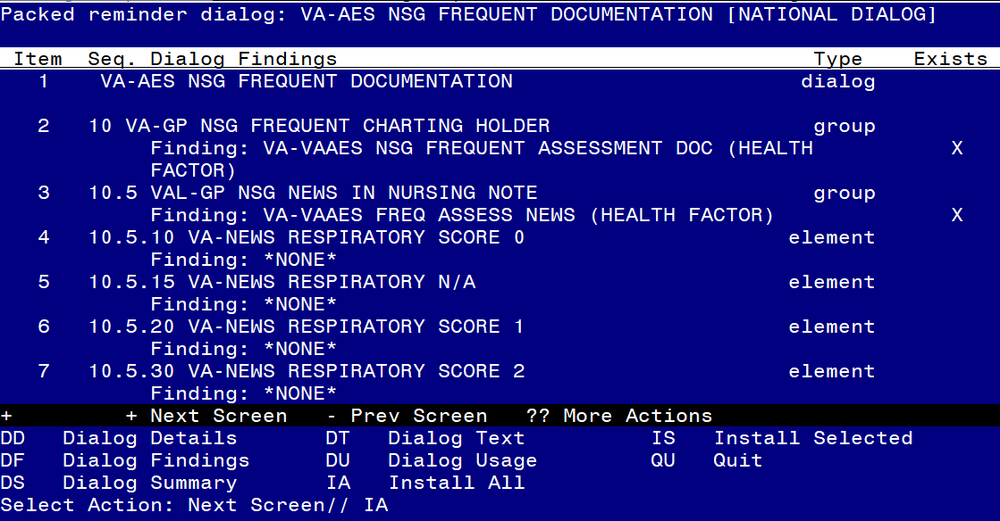 Packed reminder dialog: VA-AES NSG FREQUENT DOCUMENTATION [NATIONAL DIALOG]
Item Seq. Dialog Findings Type Exists
1 VA-AES NSG FREQUENT DOCUMENTATION dialog
2 10 VA-GP NSG FREQUENT CHARTING HOLDER group
Finding: VA-VAAES NSG FREQUENT ASSESSMENT DOC (HEALTH X
FACTOR)
3 10.5 VAL-GP NSG NEWS IN NURSING NOTE group
Finding: VA-VAAES FREQ ASSESS NEWS (HEALTH FACTOR) X
4 10.5.10 VA-NEWS RESPIRATORY SCORE 0 element
Finding: *NONE*
5 10.5.15 VA-NEWS RESPIRATORY N/A element
Finding: *NONE*
6 10.5.20 VA-NEWS RESPIRATORY SCORE 1 element
Finding: *NONE*
7 10.5.30 VA-NEWS RESPIRATORY SCORE 2 element
Finding: *NONE*
+ + Next Screen - Prev Screen ?? More Actions
DD Dialog Details DT Dialog Text IS Install Selected
DF Dialog Findings DU Dialog Usage QU Quit
DS Dialog Summary IA Install All
Select Action: Next Screen// IA